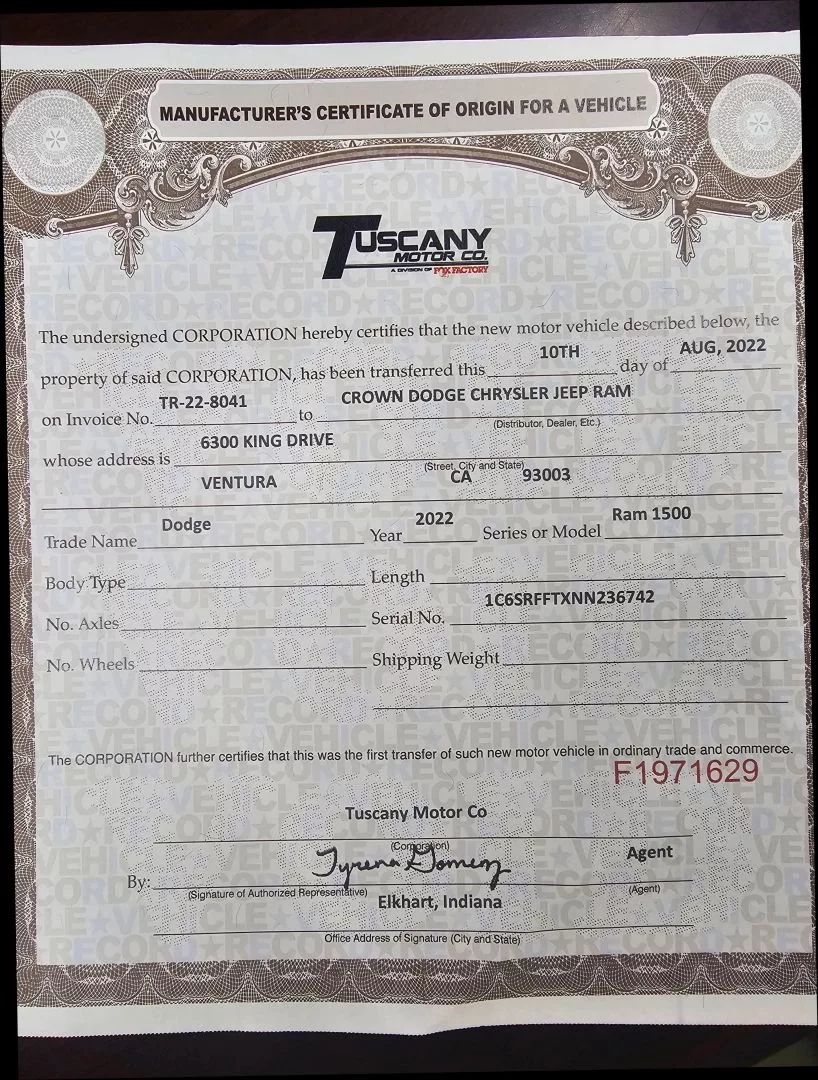 MANUFACTURER'S CERTIFICATE OF ORIGIN FOR A VEHICLE
TUSCANY
MOTOR CO.
A DIVISION OF FOX FACTORY
The undersigned CORPORATION hereby certifies that the new motor vehicle described below, the
property of said CORPORATION, has been transferred this 10TH day of AUG, 2022
on Invoice No. TR-22-8041 to CROWN DODGE CHRYSLER JEEP RAM
(Distributor, Dealer, Etc.)
whose address is 6300 KING DRIVE
(Street, City and State)
VENTURA CA 93003
Trade Name Dodge Year 2022 Series or Model Ram 1500
Body Type Length
No. Axles Serial No. 1C6SRFFTXNN236742
No. Wheels Shipping Weight
The CORPORATION further certifies that this was the first transfer of such new motor vehicle in ordinary trade and commerce.
F1971629
Tuscany Motor Co
(Corporation)
By: Tyrena Gomez Agent
(Signature of Authorized Representative) (Agent)
Elkhart, Indiana
Office Address of Signature (City and State)